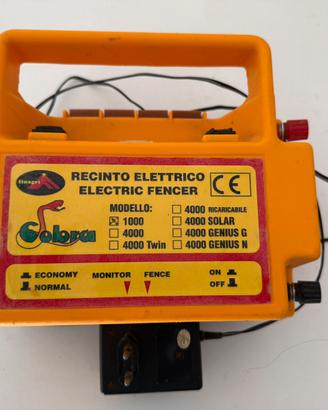 Elmagri
RECINTO ELETTRICO
ELECTRIC FENCER
CE
Cobra
MODELLO:
1000
4000
4000 Twin
4000 RICARICABILE
4000 SOLAR
4000 GENIUS G
4000 GENIUS N
ECONOMY
NORMAL
MONITOR FENCE
ON
OFF